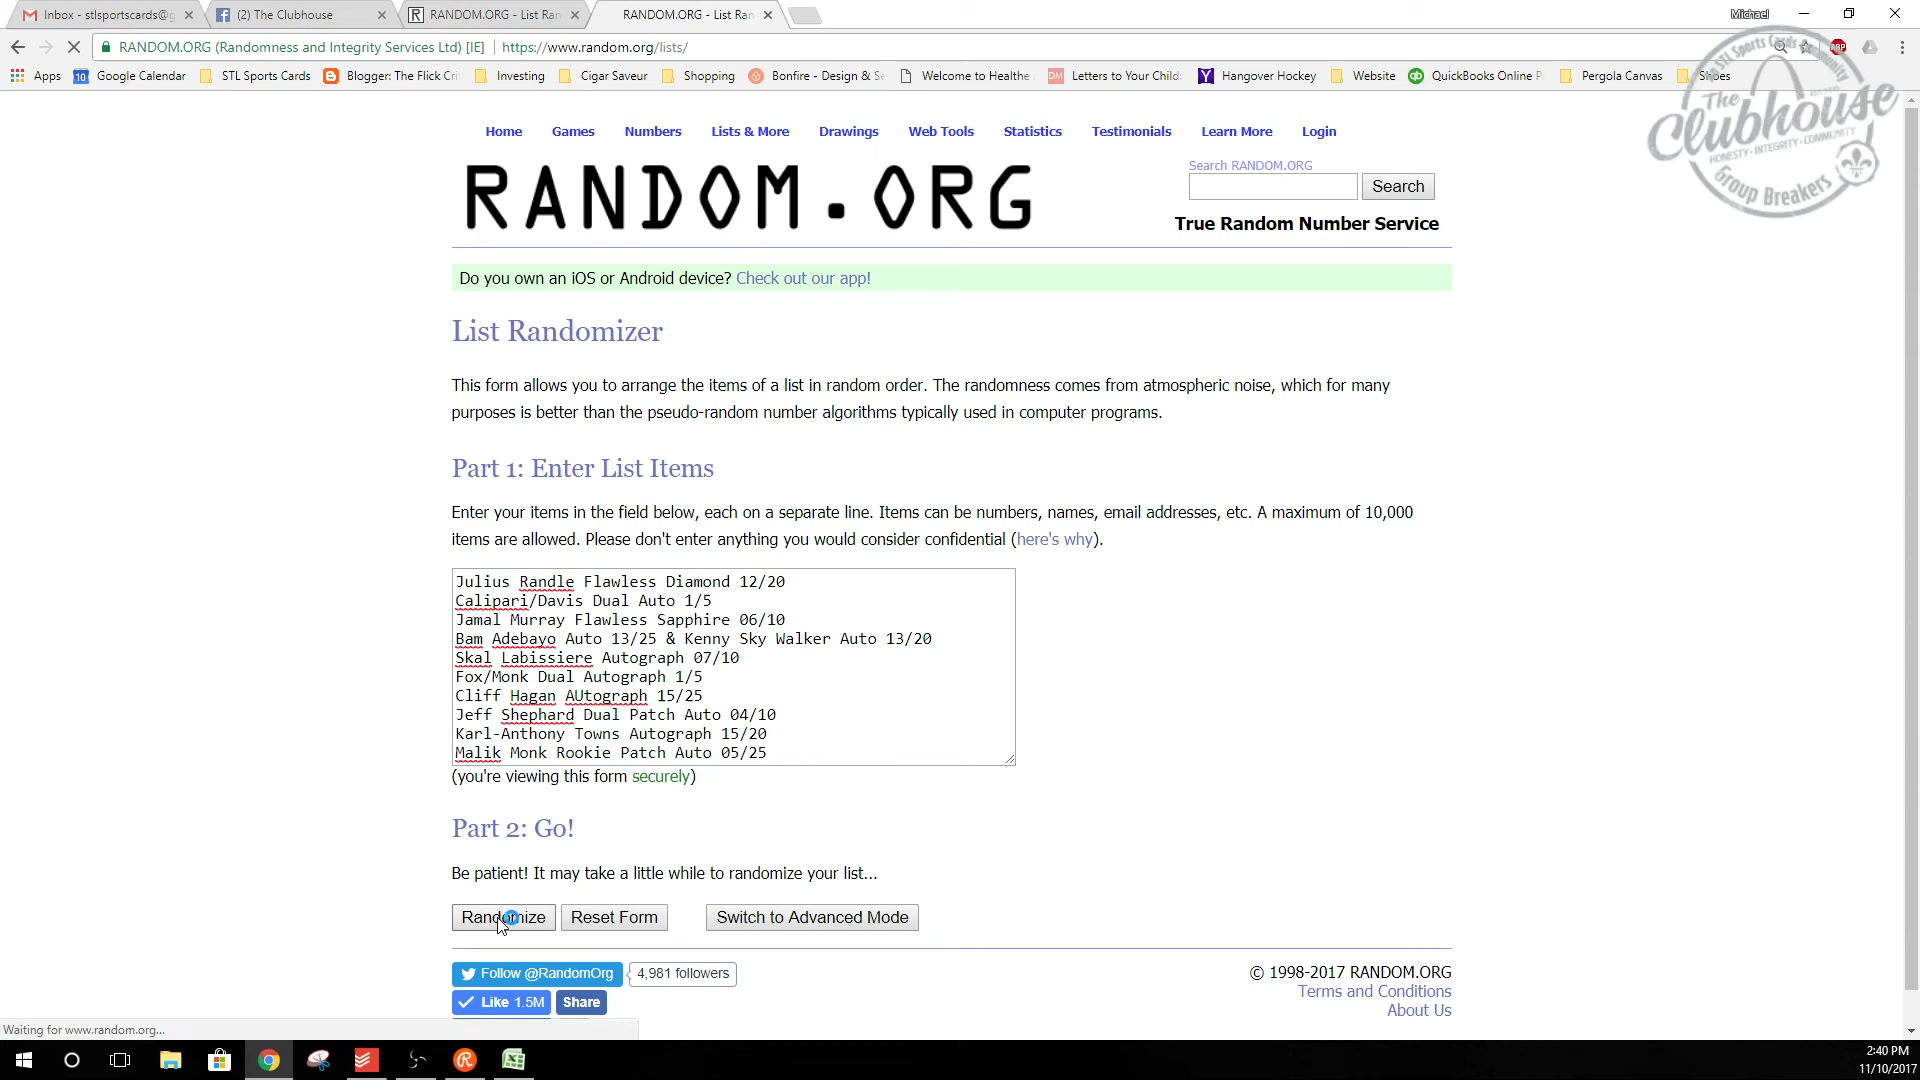 Inbox - stlsportscards@g
(2) The Clubhouse
RANDOM.ORG - List Ran
RANDOM.ORG - List Ran
Michael
RANDOM.ORG (Randomness and Integrity Services Ltd) [IE]
https://www.random.org/lists/
Apps
Google Calendar
STL Sports Cards
Blogger: The Flick Cri
Investing
Cigar Saveur
Shopping
Bonfire - Design & Se
Welcome to Healthe
Letters to Your Child:
Hangover Hockey
Website
QuickBooks Online P
Pergola Canvas
Shoes
An STL Sports Cards Community
The
Clubhouse
HONESTY · INTEGRITY · COMMUNITY
Group Breakers
Home Games Numbers Lists & More Drawings Web Tools Statistics Testimonials Learn More Login
RANDOM.ORG
Search RANDOM.ORG
Search
True Random Number Service
Do you own an iOS or Android device? Check out our app!
List Randomizer
This form allows you to arrange the items of a list in random order. The randomness comes from atmospheric noise, which for many
purposes is better than the pseudo-random number algorithms typically used in computer programs.
Part 1: Enter List Items
Enter your items in the field below, each on a separate line. Items can be numbers, names, email addresses, etc. A maximum of 10,000
items are allowed. Please don't enter anything you would consider confidential (here's why).
Julius Randle Flawless Diamond 12/20
Calipari/Davis Dual Auto 1/5
Jamal Murray Flawless Sapphire 06/10
Bam Adebayo Auto 13/25 & Kenny Sky Walker Auto 13/20
Skal Labissiere Autograph 07/10
Fox/Monk Dual Autograph 1/5
Cliff Hagan AUtograph 15/25
Jeff Shephard Dual Patch Auto 04/10
Karl-Anthony Towns Autograph 15/20
Malik Monk Rookie Patch Auto 05/25
(you're viewing this form securely)
Part 2: Go!
Be patient! It may take a little while to randomize your list...
Randomize
Reset Form
Switch to Advanced Mode
Follow @RandomOrg
4,981 followers
Like 1.5M
Share
© 1998-2017 RANDOM.ORG
Terms and Conditions
About Us
Waiting for www.random.org...
2:40 PM
11/10/2017